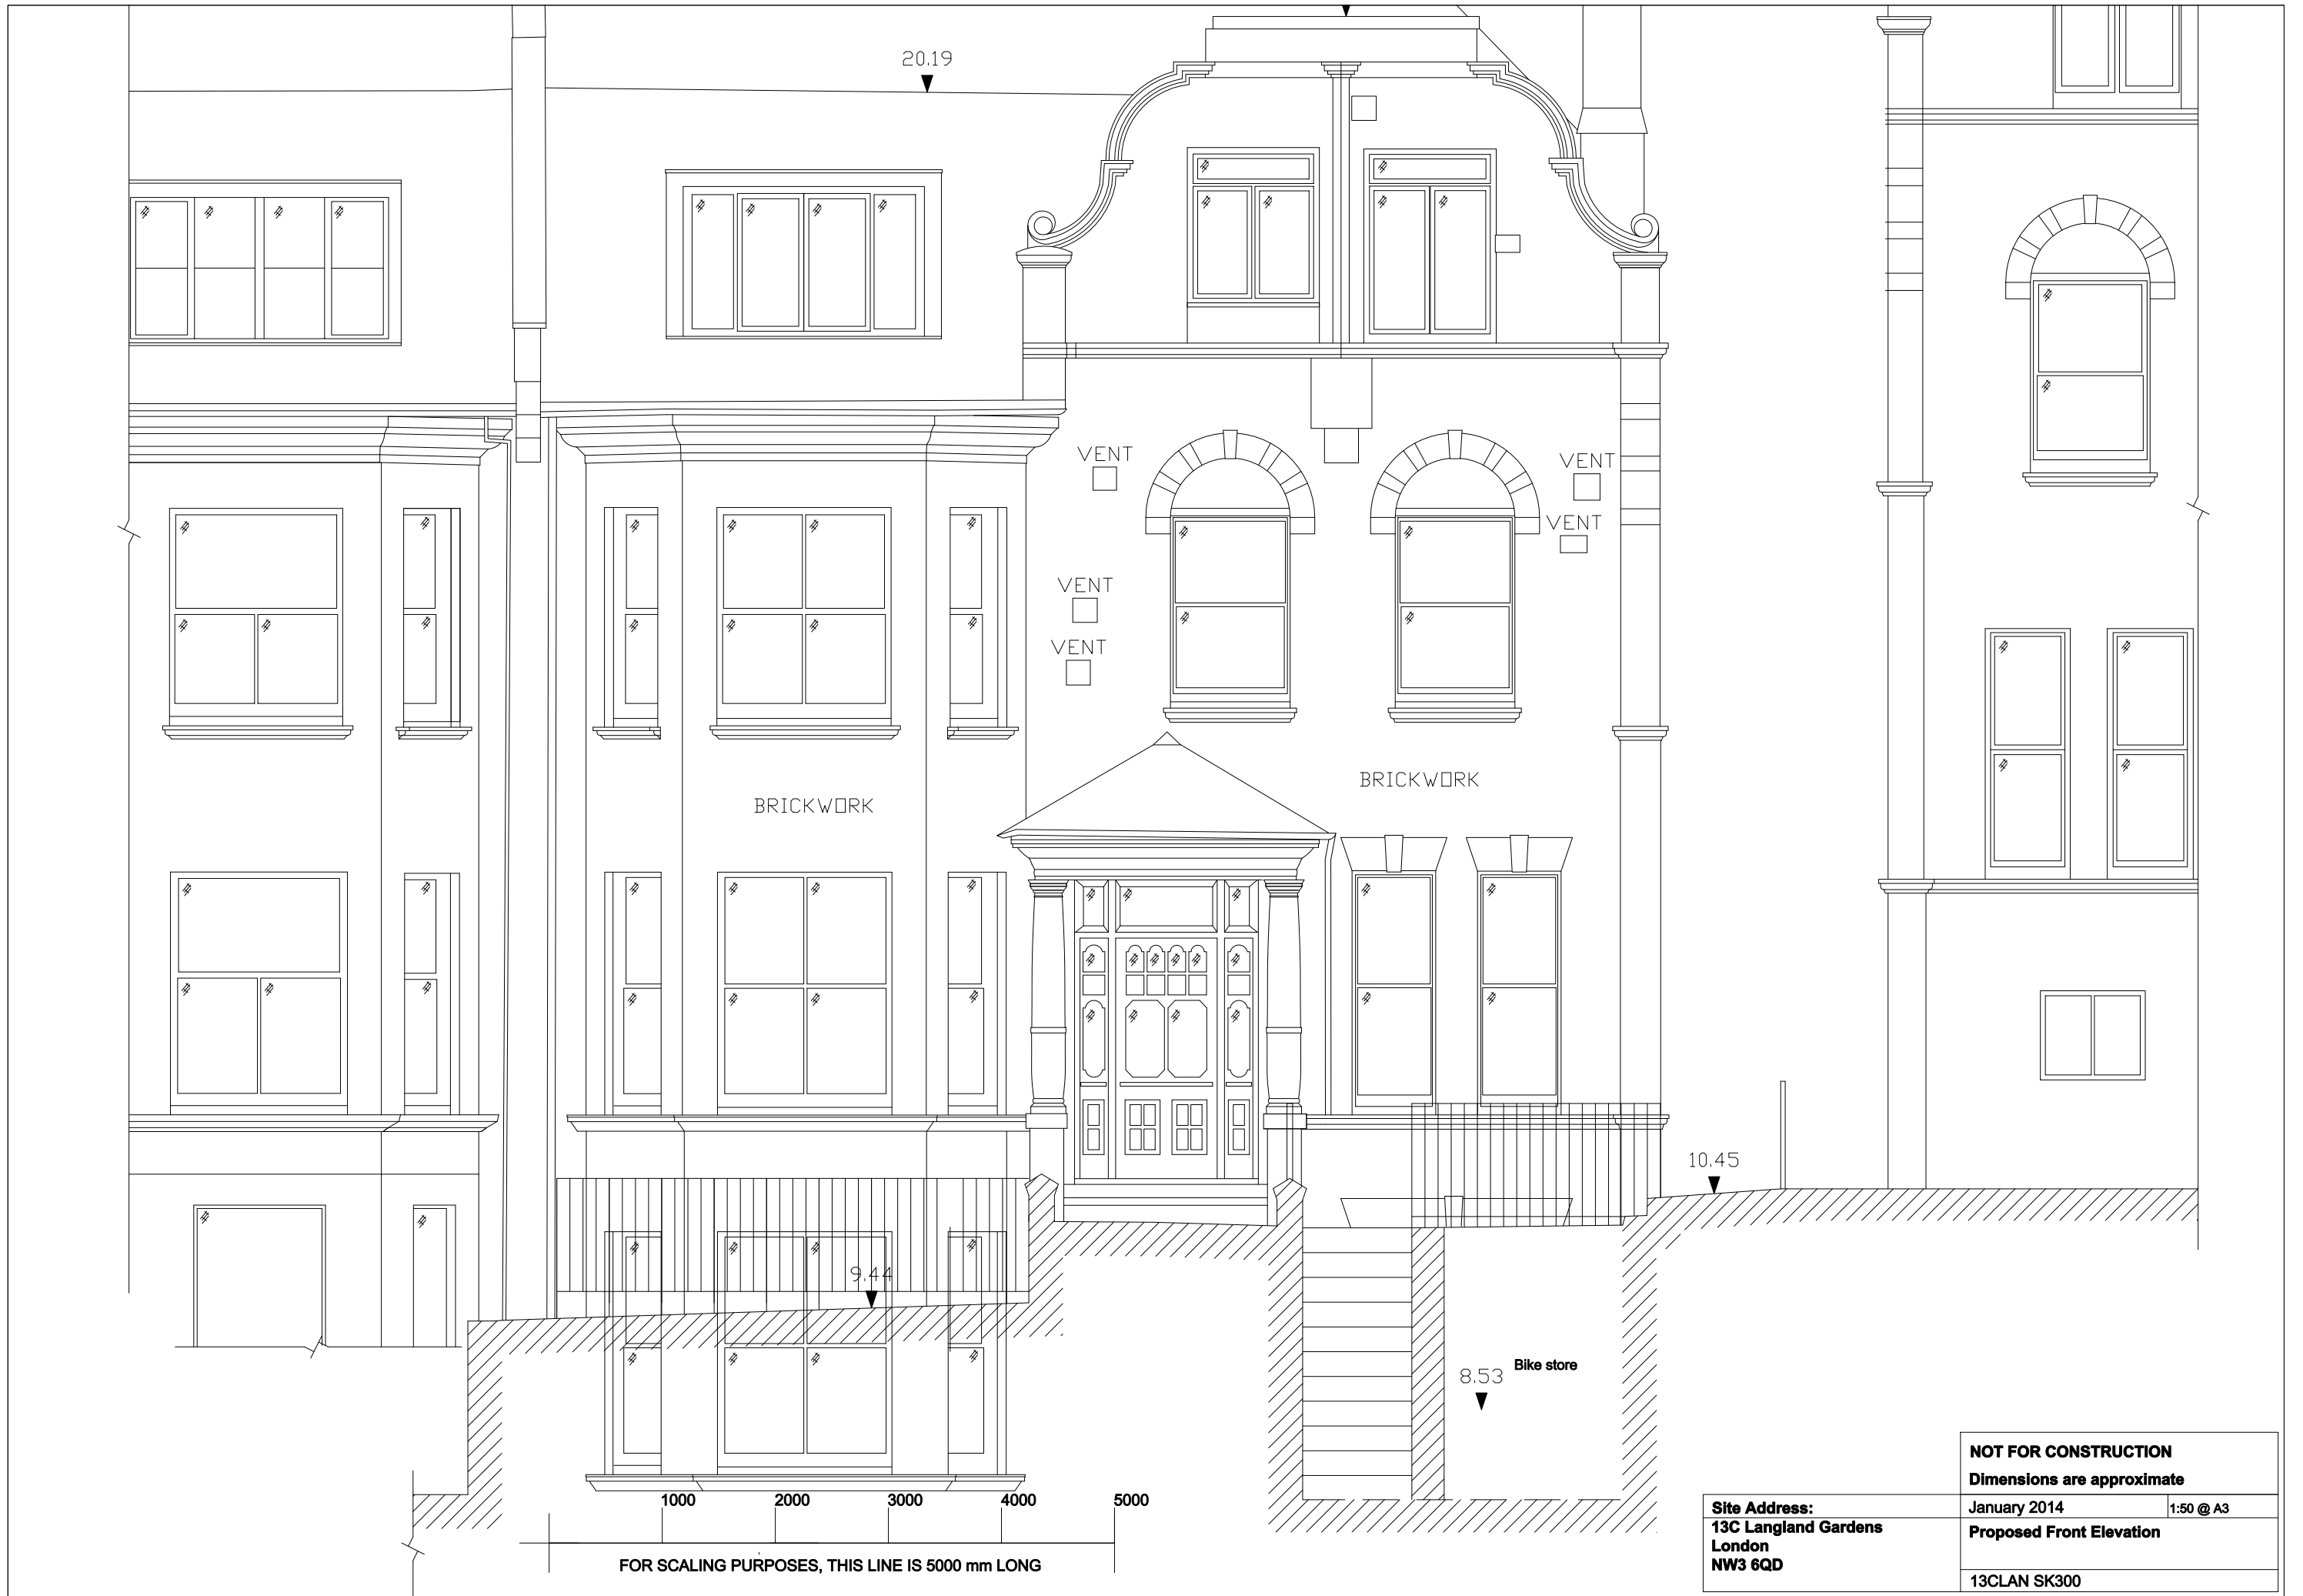 20.19
VENT
VENT
VENT
VENT
VENT
BRICKWORK
BRICKWORK
10.45
9.44
8.53
Bike store
1000 2000 3000 4000 5000
FOR SCALING PURPOSES, THIS LINE IS 5000 mm LONG
NOT FOR CONSTRUCTION
Dimensions are approximate
Site Address:
13C Langland Gardens
London
NW3 6QD
January 2014
1:50 @ A3
Proposed Front Elevation
13CLAN SK300